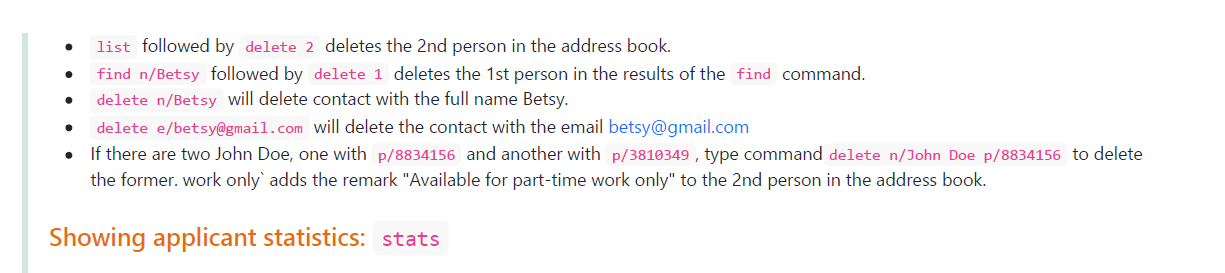 list followed by delete 2 deletes the 2nd person in the address book.
find n/Betsy followed by delete 1 deletes the 1st person in the results of the find command.
delete n/Betsy will delete contact with the full name Betsy.
delete e/betsy@gmail.com will delete the contact with the email betsy@gmail.com
If there are two John Doe, one with p/8834156 and another with p/3810349 , type command delete n/John Doe p/8834156 to delete
the former. work only` adds the remark "Available for part-time work only" to the 2nd person in the address book.
Showing applicant statistics: stats